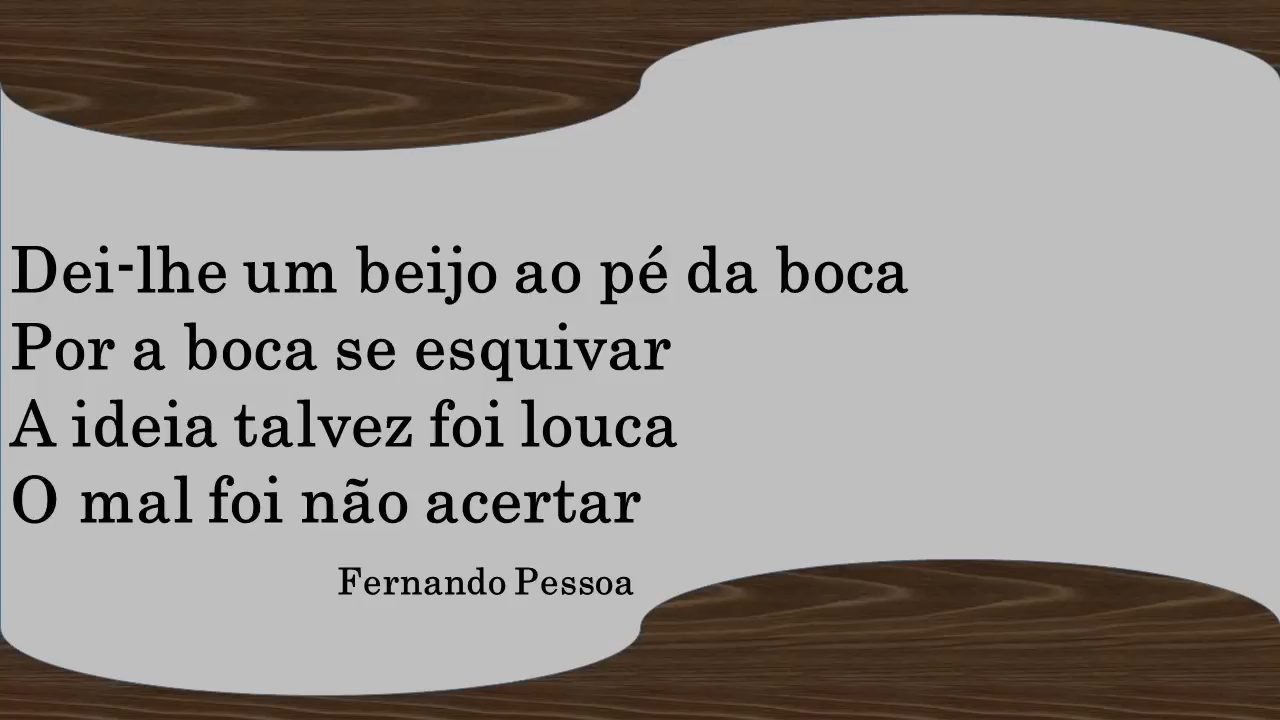 Dei-lhe um beijo ao pé da boca
Por a boca se esquivar
A ideia talvez foi louca
O mal foi não acertar
Fernando Pessoa